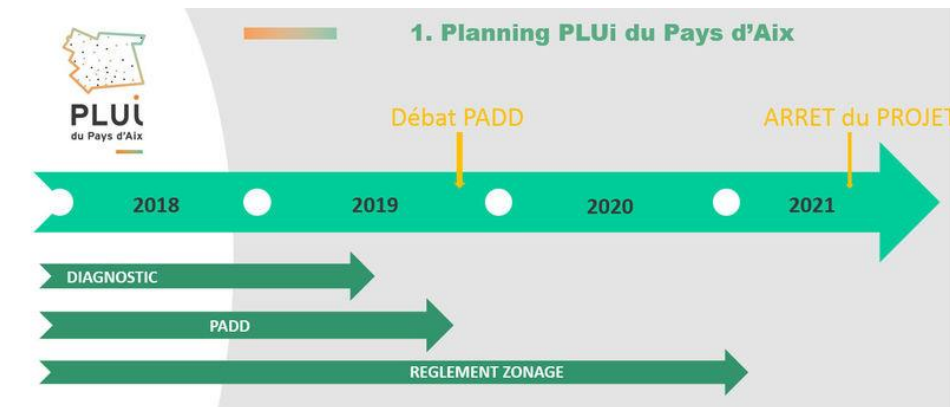 1. Planning PLUi du Pays d'Aix
PLUi
du Pays d'Aix
Débat PADD
ARRET du PROJET
2018
2019
2020
2021
DIAGNOSTIC
PADD
REGLEMENT ZONAGE